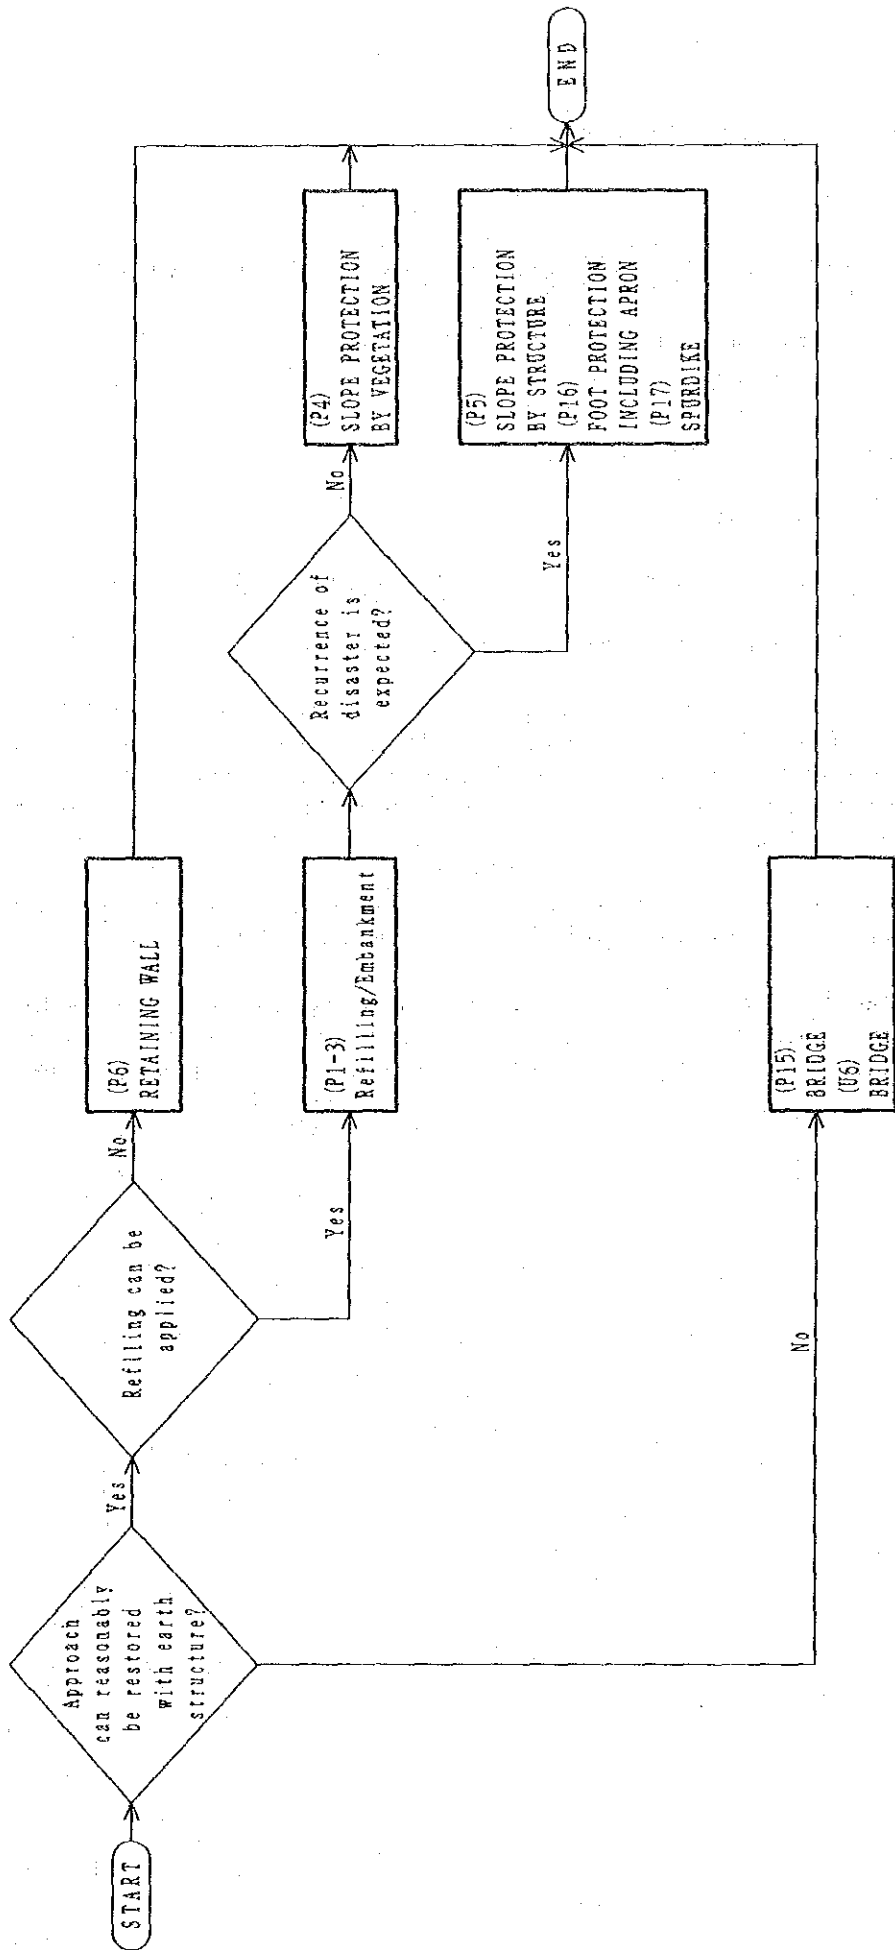 START
Approach
can reasonably
be restored
with earth
structure?
Yes
No
Refilling can be
applied?
No
Yes
(P6)
RETAINING WALL
(P1-3)
Refilling/Embankment
(P15)
BRIDGE
(U6)
BRIDGE
Recurrence of
disaster is
expected?
No
Yes
(P4)
SLOPE PROTECTION
BY VEGETATION
(P5)
SLOPE PROTECTION
BY STRUCTURE
(P16)
FOOT PROTECTION
INCLUDING APRON
(P17)
SPURDIKE
END